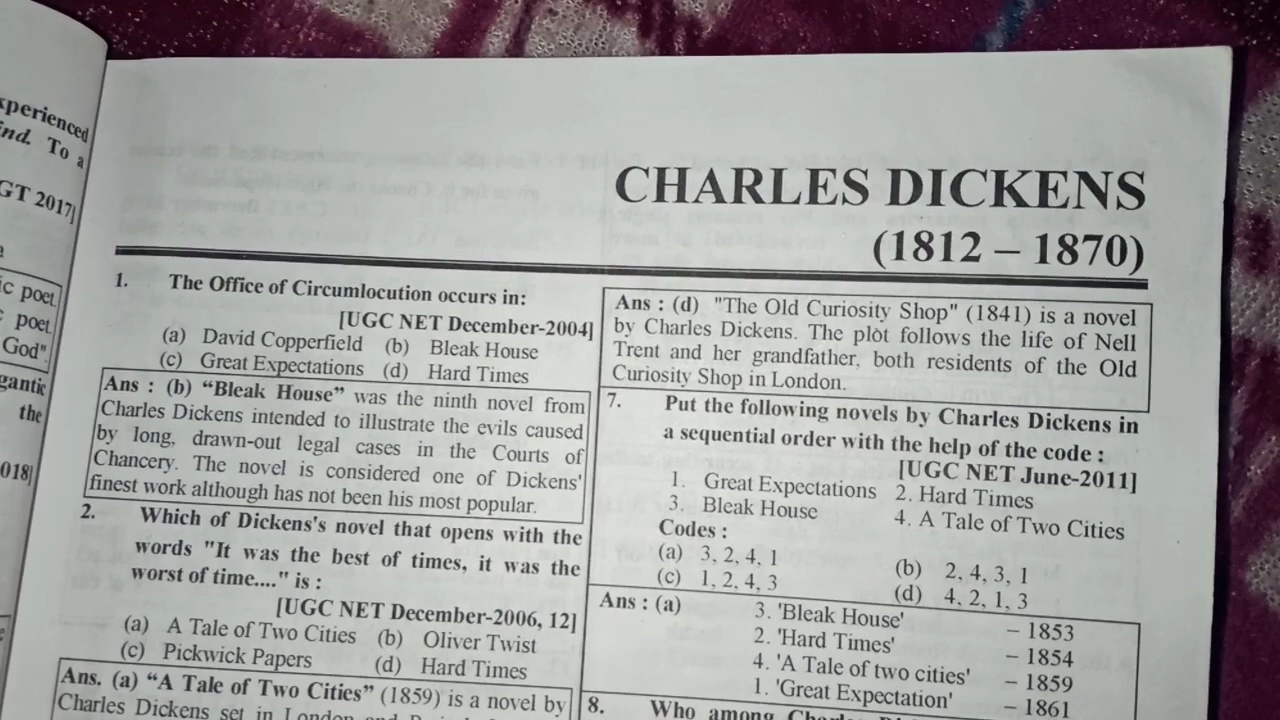 xperienced
ind. To a
GT 2017]
ic poet.
poet.
God".
gantic
the
018]
CHARLES DICKENS
(1812 – 1870)
1. The Office of Circumlocution occurs in:
[UGC NET December-2004]
(a) David Copperfield (b) Bleak House
(c) Great Expectations (d) Hard Times
Ans : (b) “Bleak House” was the ninth novel from
Charles Dickens intended to illustrate the evils caused
by long, drawn-out legal cases in the Courts of
Chancery. The novel is considered one of Dickens'
finest work although has not been his most popular.
2. Which of Dickens's novel that opens with the
words "It was the best of times, it was the
worst of time...." is :
[UGC NET December-2006, 12]
(a) A Tale of Two Cities (b) Oliver Twist
(c) Pickwick Papers (d) Hard Times
Ans. (a) “A Tale of Two Cities” (1859) is a novel by
Charles Dickens set in London and
Ans : (d) "The Old Curiosity Shop" (1841) is a novel
by Charles Dickens. The plot follows the life of Nell
Trent and her grandfather, both residents of the Old
Curiosity Shop in London.
7. Put the following novels by Charles Dickens in
a sequential order with the help of the code :
[UGC NET June-2011]
1. Great Expectations 2. Hard Times
3. Bleak House 4. A Tale of Two Cities
Codes :
(a) 3, 2, 4, 1 (b) 2, 4, 3, 1
(c) 1, 2, 4, 3 (d) 4, 2, 1, 3
Ans : (a) 3. 'Bleak House' – 1853
2. 'Hard Times' – 1854
4. 'A Tale of two cities' – 1859
1. 'Great Expectation' – 1861
8. Who among Charles